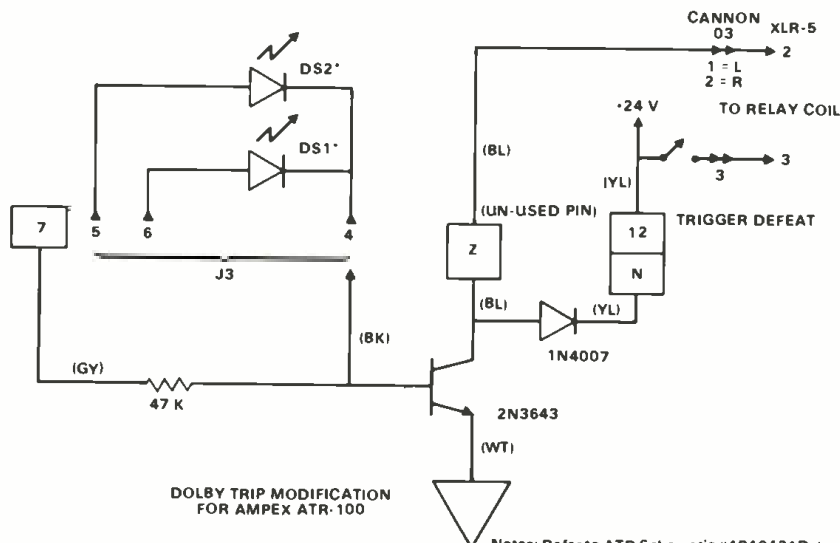 CANNON
03 XLR-5
2
1 = L
2 = R
DS2*
+24 V
TO RELAY COIL
DS1*
(BL)
3
3
(YL)
(UN-USED PIN)
TRIGGER DEFEAT
7
5
6
4
Z
12
N
J3
(BL)
(YL)
(BK)
1N4007
(GY)
47 K
2N3643
(WT)
DOLBY TRIP MODIFICATION
FOR AMPEX ATR-100